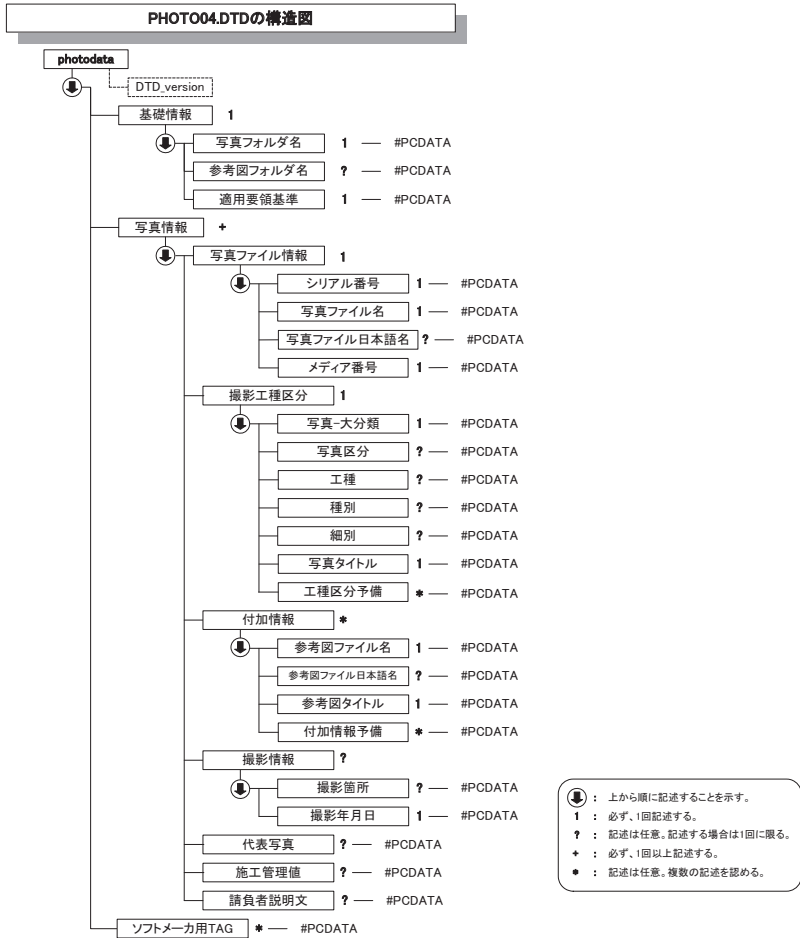 PHOTO04.DTDの構造図
photodata
DTD_version
基礎情報 1
写真フォルダ名 1 — #PCDATA
参考図フォルダ名 ? — #PCDATA
適用要領基準 1 — #PCDATA
写真情報 +
写真ファイル情報 1
シリアル番号 1 — #PCDATA
写真ファイル名 1 — #PCDATA
写真ファイル日本語名 ? — #PCDATA
メディア番号 1 — #PCDATA
撮影工種区分 1
写真-大分類 1 — #PCDATA
写真区分 ? — #PCDATA
工種 ? — #PCDATA
種別 ? — #PCDATA
細別 ? — #PCDATA
写真タイトル 1 — #PCDATA
工種区分予備 * — #PCDATA
付加情報 *
参考図ファイル名 1 — #PCDATA
参考図ファイル日本語名 ? — #PCDATA
参考図タイトル 1 — #PCDATA
付加情報予備 * — #PCDATA
撮影情報 ?
撮影箇所 ? — #PCDATA
撮影年月日 1 — #PCDATA
代表写真 ? — #PCDATA
施工管理値 ? — #PCDATA
請負者説明文 ? — #PCDATA
ソフトメーカ用TAG * — #PCDATA
: 上から順に記述することを示す。
1 : 必ず、1回記述する。
? : 記述は任意。記述する場合は1回に限る。
+ : 必ず、1回以上記述する。
* : 記述は任意。複数の記述を認める。